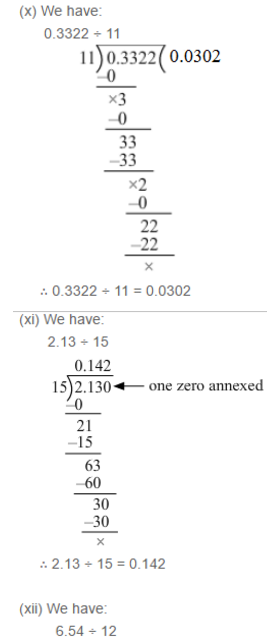 (x) We have:
0.3322 ÷ 11
11)0.3322(0.0302
–0
×3
–0
33
–33
×2
–0
22
–22
×
∴ 0.3322 ÷ 11 = 0.0302
(xi) We have:
2.13 ÷ 15
0.142
15)2.130 ← one zero annexed
–0
21
–15
63
–60
30
–30
×
∴ 2.13 ÷ 15 = 0.142
(xii) We have:
6.54 ÷ 12